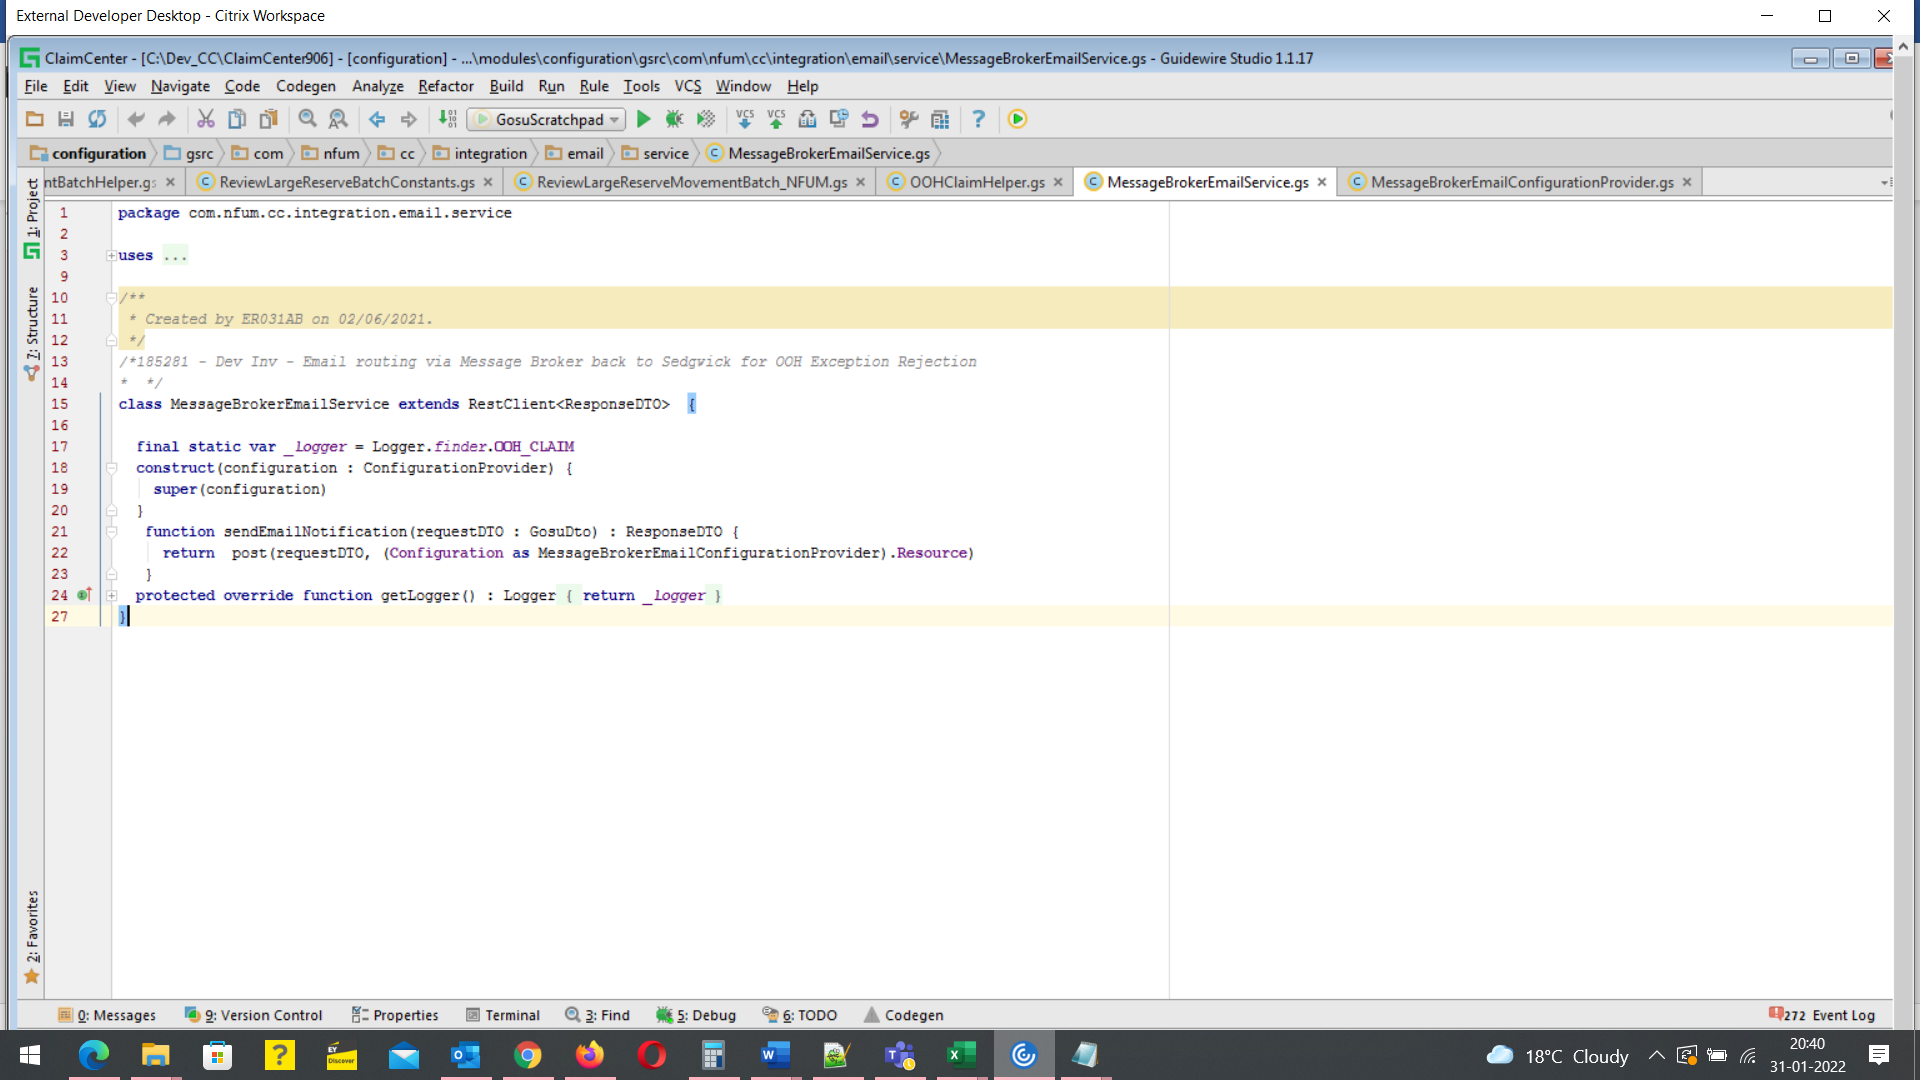 External Developer Desktop - Citrix Workspace
ClaimCenter - [C:\Dev_CC\ClaimCenter906] - [configuration] - ...\modules\configuration\gsrc\com\nfum\cc\integration\email\service\MessageBrokerEmailService.gs - Guidewire Studio 1.1.17
File Edit View Navigate Code Codegen Analyze Refactor Build Run Rule Tools VCS Window Help
GosuScratchpad VCS VCS
configuration gsrc com nfum cc integration email service MessageBrokerEmailService.gs
ntBatchHelper.gs ReviewLargeReserveBatchConstants.gs ReviewLargeReserveMovementBatch_NFUM.gs OOHClaimHelper.gs MessageBrokerEmailService.gs MessageBrokerEmailConfigurationProvider.gs
1: Project
7: Structure
2: Favorites
1 package com.nfum.cc.integration.email.service
2
3 uses ...
9
10 /**
11 * Created by ER031AB on 02/06/2021.
12 */
13 /*185281 - Dev Inv - Email routing via Message Broker back to Sedgwick for OOH Exception Rejection
14 * */
15 class MessageBrokerEmailService extends RestClient<ResponseDTO> {
16
17 final static var _logger = Logger.finder.OOH_CLAIM
18 construct(configuration : ConfigurationProvider) {
19 super(configuration)
20 }
21 function sendEmailNotification(requestDTO : GosuDto) : ResponseDTO {
22 return post(requestDTO, (Configuration as MessageBrokerEmailConfigurationProvider).Resource)
23 }
24 protected override function getLogger() : Logger { return _logger }
27 }
0: Messages 9: Version Control Properties Terminal 3: Find 5: Debug 6: TODO Codegen 272 Event Log
EY Discover
18°C Cloudy
20:40
31-01-2022